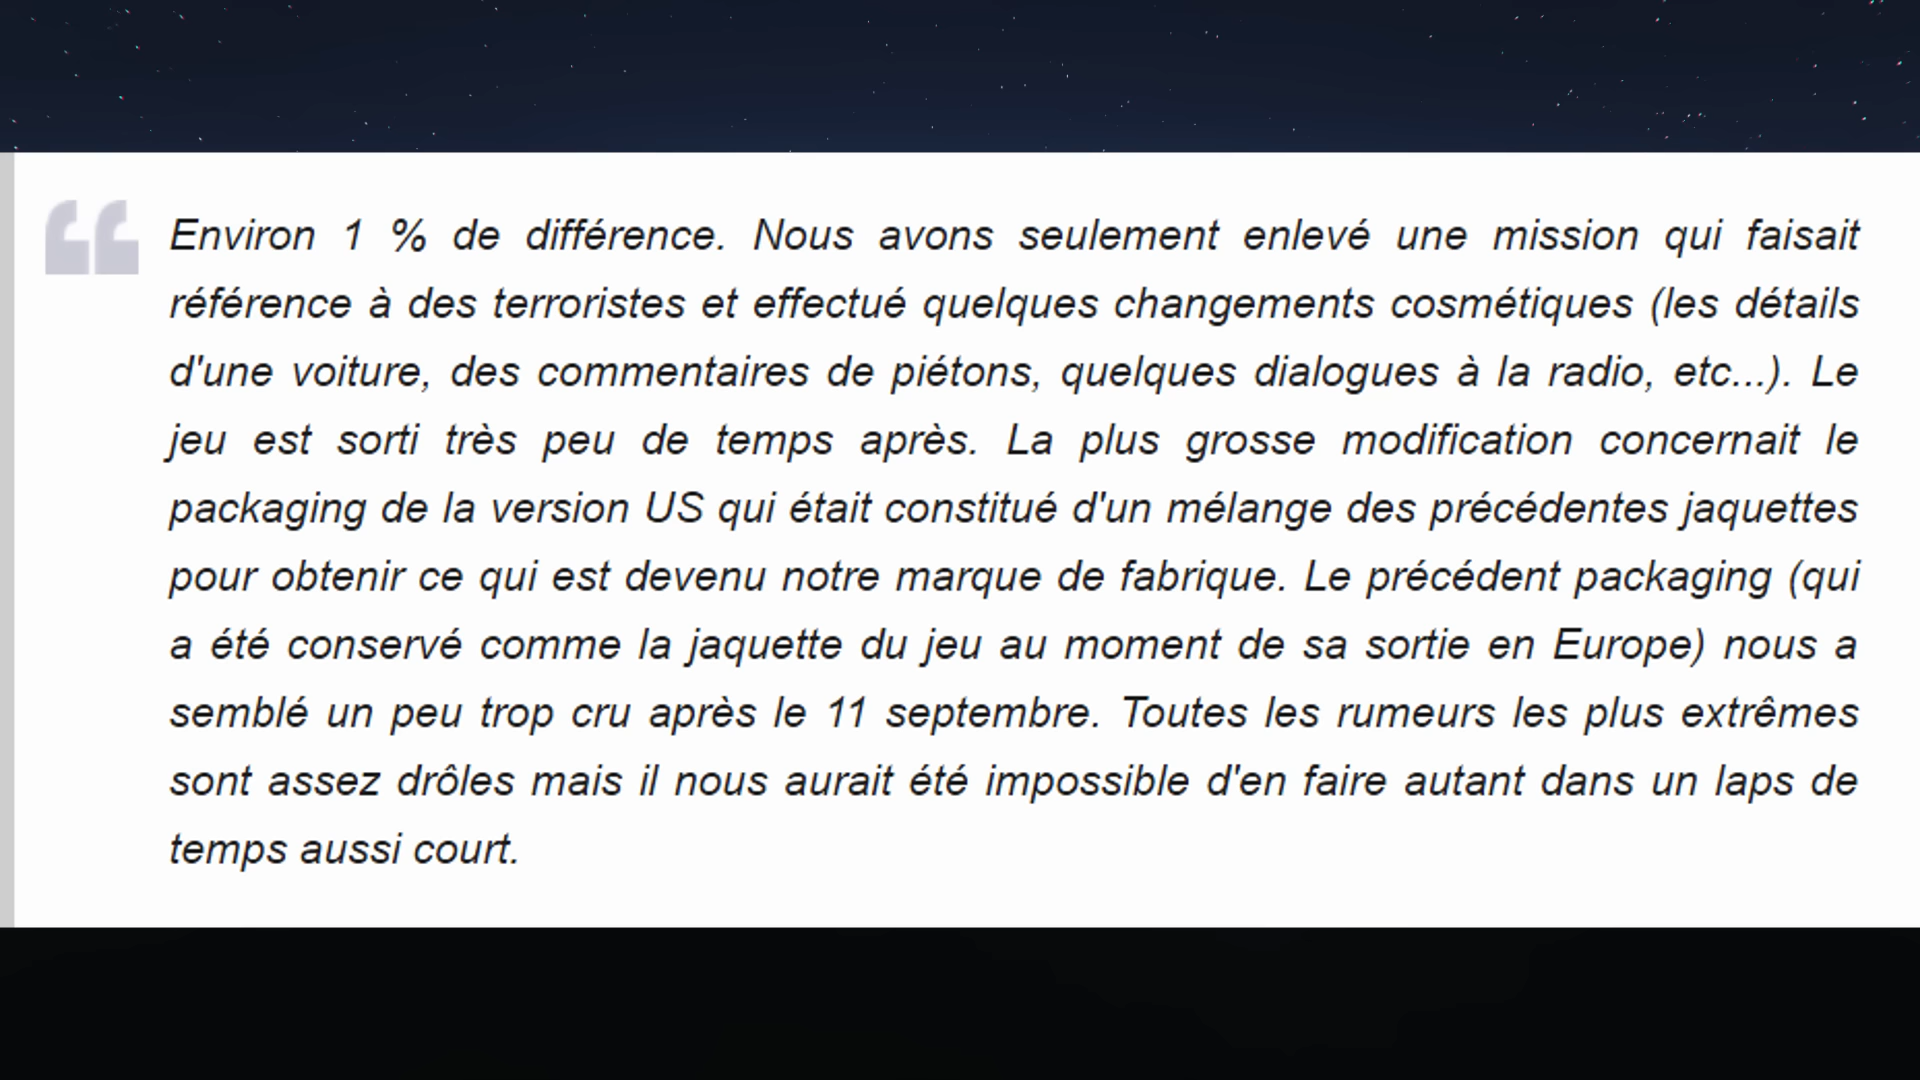 Environ 1 % de différence. Nous avons seulement enlevé une mission qui faisait
référence à des terroristes et effectué quelques changements cosmétiques (les détails
d'une voiture, des commentaires de piétons, quelques dialogues à la radio, etc...). Le
jeu est sorti très peu de temps après. La plus grosse modification concernait le
packaging de la version US qui était constitué d'un mélange des précédentes jaquettes
pour obtenir ce qui est devenu notre marque de fabrique. Le précédent packaging (qui
a été conservé comme la jaquette du jeu au moment de sa sortie en Europe) nous a
semblé un peu trop cru après le 11 septembre. Toutes les rumeurs les plus extrêmes
sont assez drôles mais il nous aurait été impossible d'en faire autant dans un laps de
temps aussi court.